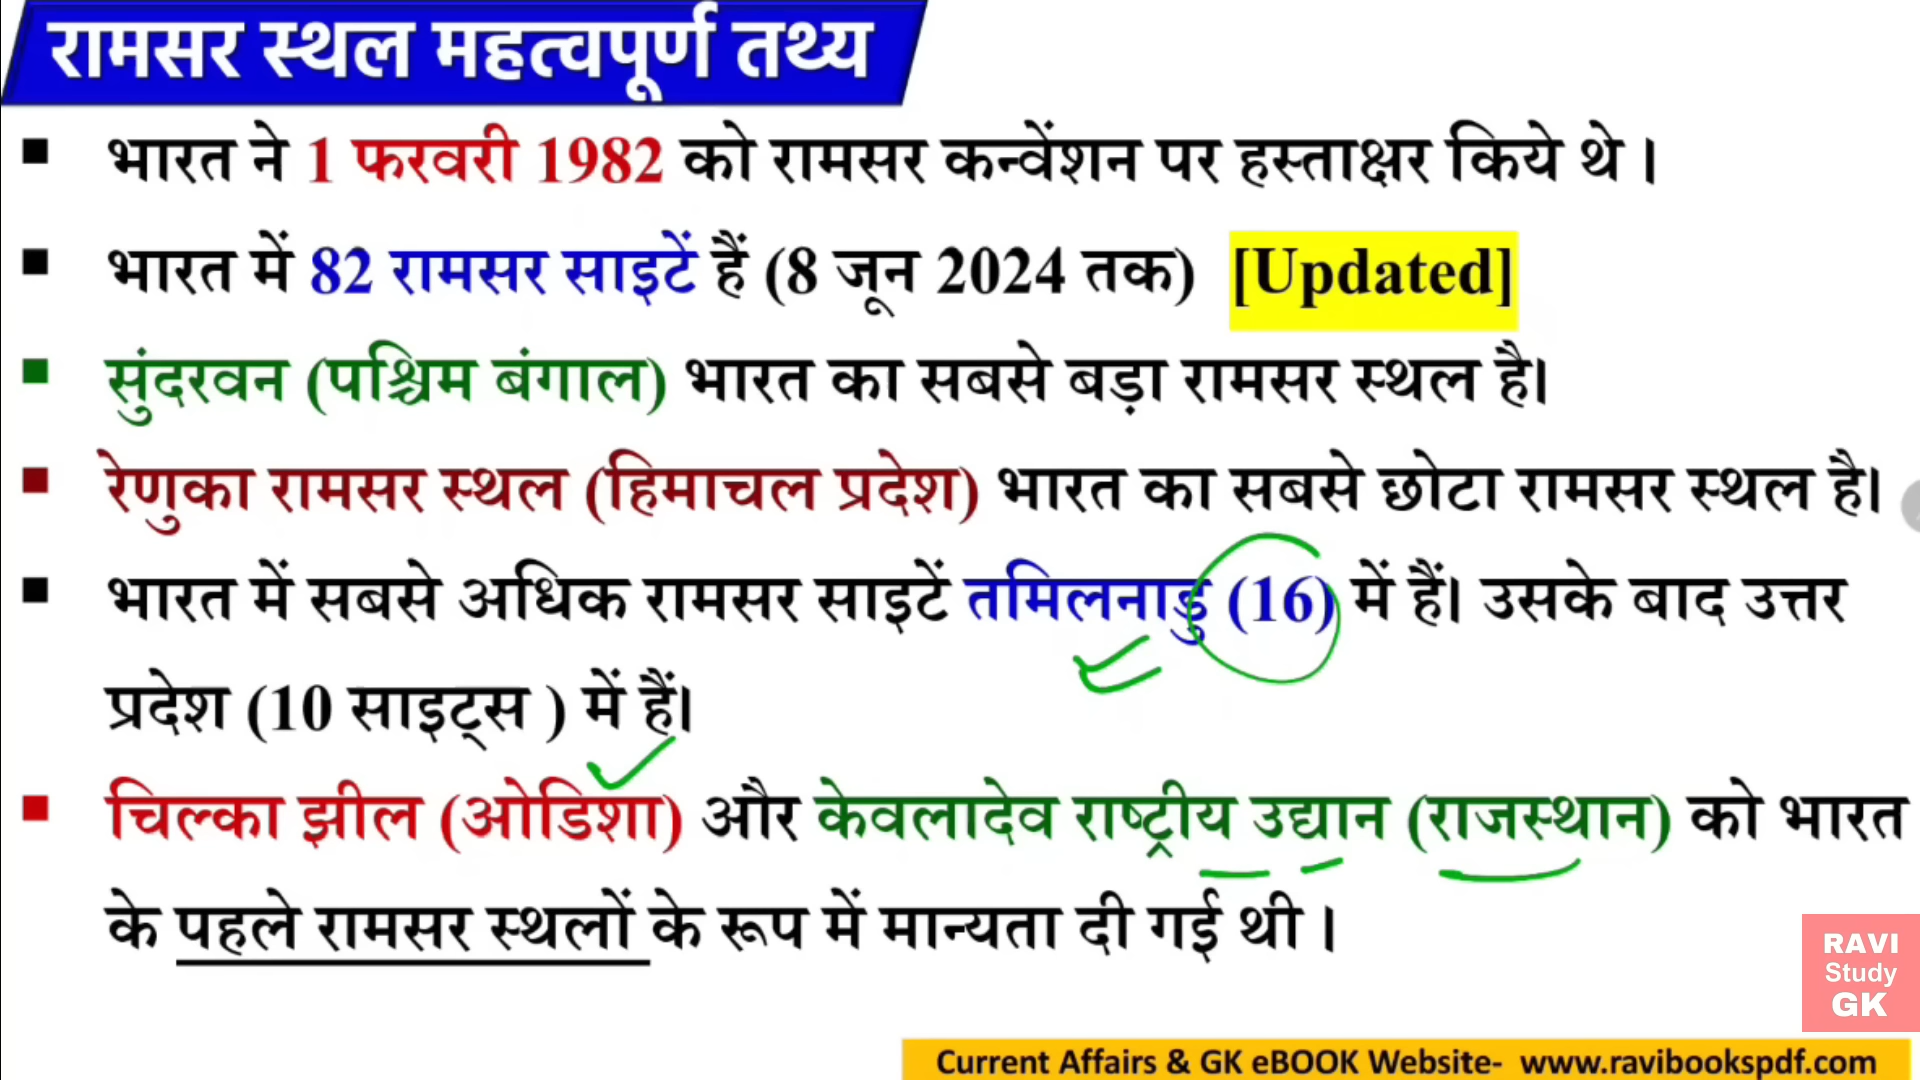 रामसर स्थल महत्वपूर्ण तथ्य
▪ भारत ने 1 फरवरी 1982 को रामसर कन्वेंशन पर हस्ताक्षर किये थे ।
▪ भारत में 82 रामसर साइटें हैं (8 जून 2024 तक) [Updated]
▪ सुंदरवन (पश्चिम बंगाल) भारत का सबसे बड़ा रामसर स्थल है।
▪ रेणुका रामसर स्थल (हिमाचल प्रदेश) भारत का सबसे छोटा रामसर स्थल है।
▪ भारत में सबसे अधिक रामसर साइटें तमिलनाडु (16) में हैं। उसके बाद उत्तर
प्रदेश (10 साइट्स ) में हैं।
▪ चिल्का झील (ओडिशा) और केवलादेव राष्ट्रीय उद्यान (राजस्थान) को भारत
के पहले रामसर स्थलों के रूप में मान्यता दी गई थी ।
RAVI
Study
GK
Current Affairs & GK eBOOK Website- www.ravibookspdf.com